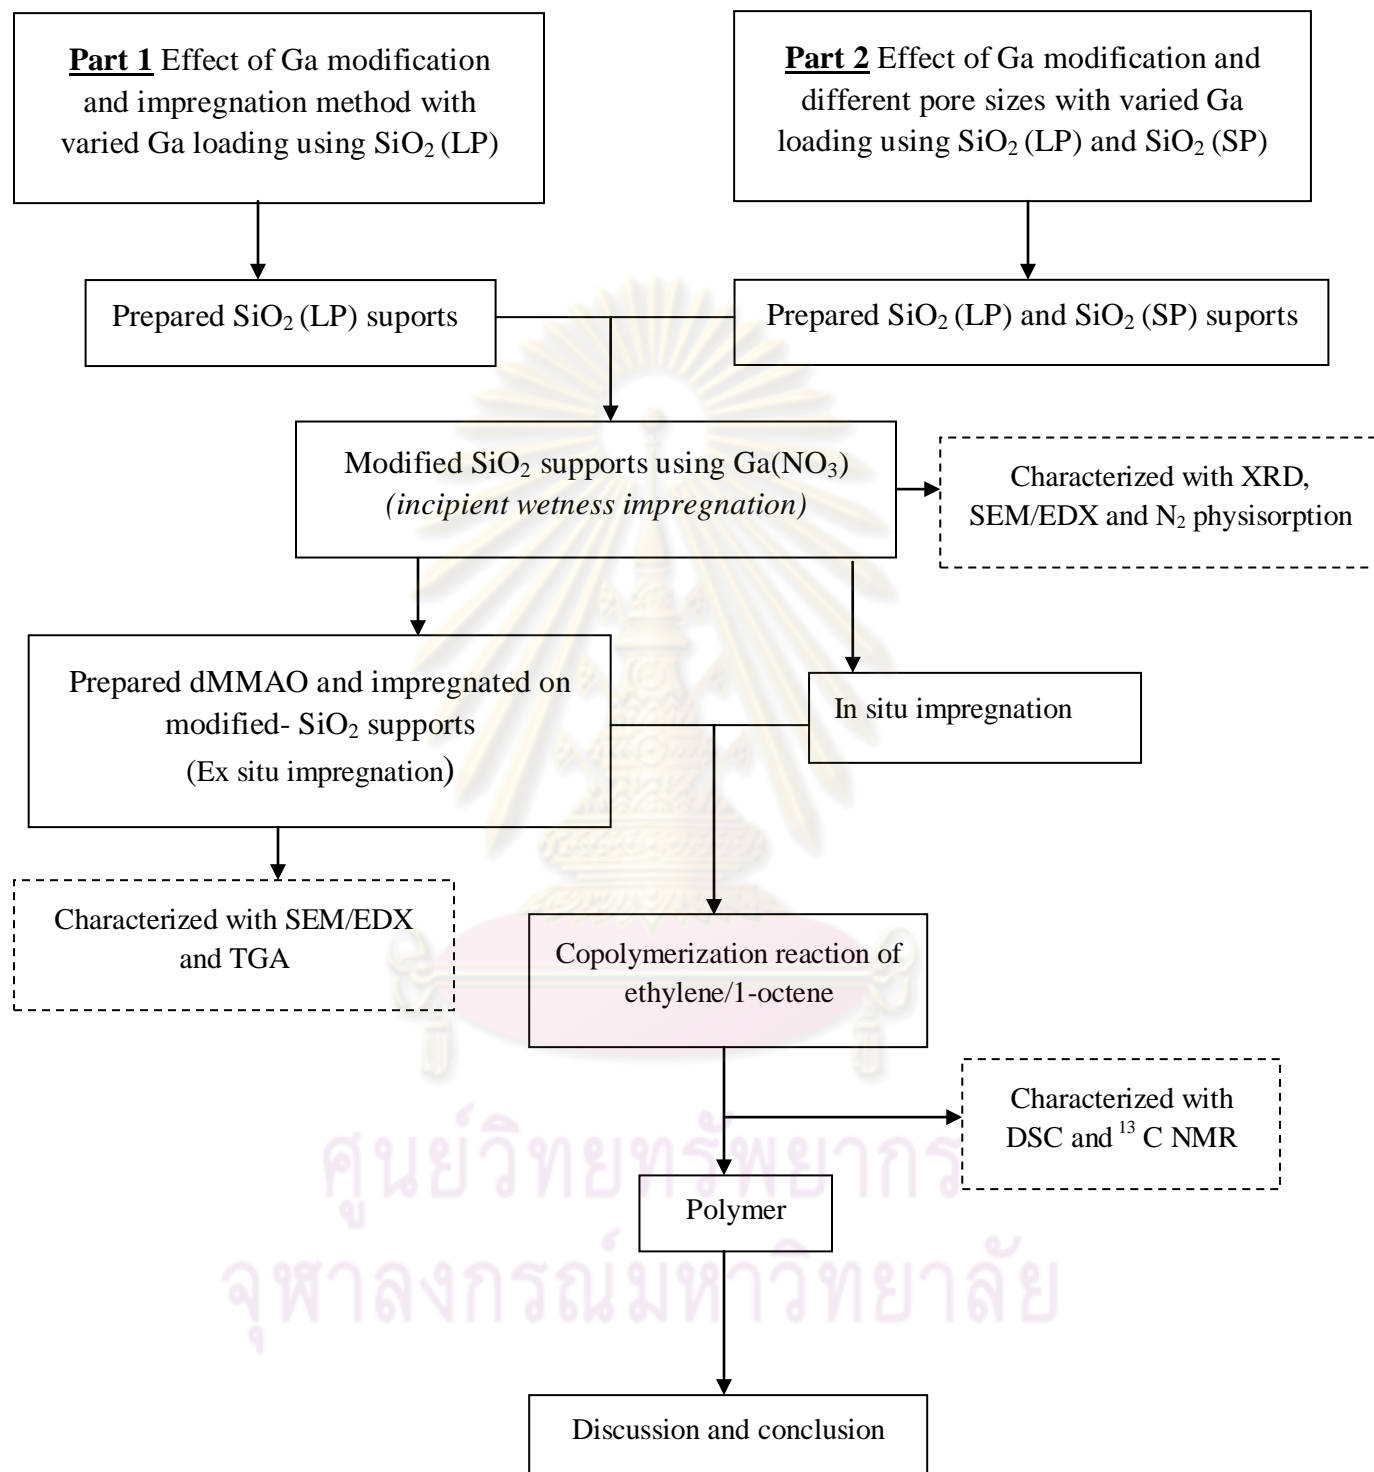 Part 1 Effect of Ga modification
and impregnation method with
varied Ga loading using SiO₂ (LP)
Part 2 Effect of Ga modification and
different pore sizes with varied Ga
loading using SiO₂ (LP) and SiO₂ (SP)
Prepared SiO₂ (LP) suports
Prepared SiO₂ (LP) and SiO₂ (SP) suports
Modified SiO₂ supports using Ga(NO₃)
(incipient wetness impregnation)
Characterized with XRD,
SEM/EDX and N₂ physisorption
Prepared dMMAO and impregnated on
modified- SiO₂ supports
(Ex situ impregnation)
In situ impregnation
Characterized with SEM/EDX
and TGA
Copolymerization reaction of
ethylene/1-octene
Characterized with
DSC and ¹³ C NMR
ศูนย์วิทยทรัพยากร
Polymer
จุฬาลงกรณ์มหาวิทยาลัย
Discussion and conclusion